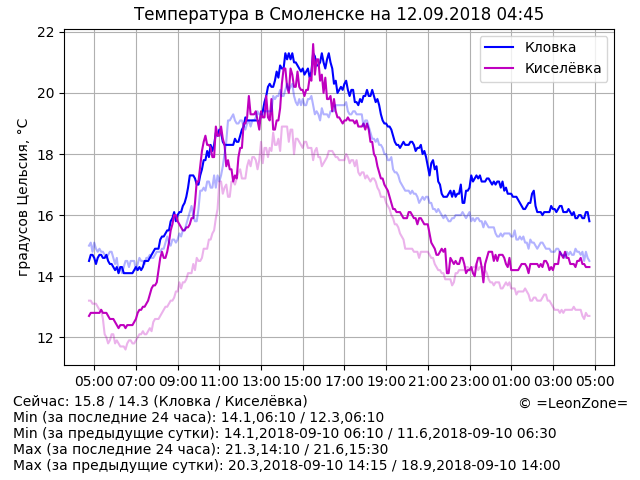 Температура в Смоленске на 12.09.2018 04:45
22
20
18
16
14
12
градусов Цельсия, °C
Кловка
Киселёвка
05:00 07:00 09:00 11:00 13:00 15:00 17:00 19:00 21:00 23:00 01:00 03:00 05:00
Сейчас: 15.8 / 14.3 (Кловка / Киселёвка)
© =LeonZone=
Min (за последние 24 часа): 14.1,06:10 / 12.3,06:10
Min (за предыдущие сутки): 14.1,2018-09-10 06:10 / 11.6,2018-09-10 06:30
Max (за последние 24 часа): 21.3,14:10 / 21.6,15:30
Max (за предыдущие сутки): 20.3,2018-09-10 14:15 / 18.9,2018-09-10 14:00